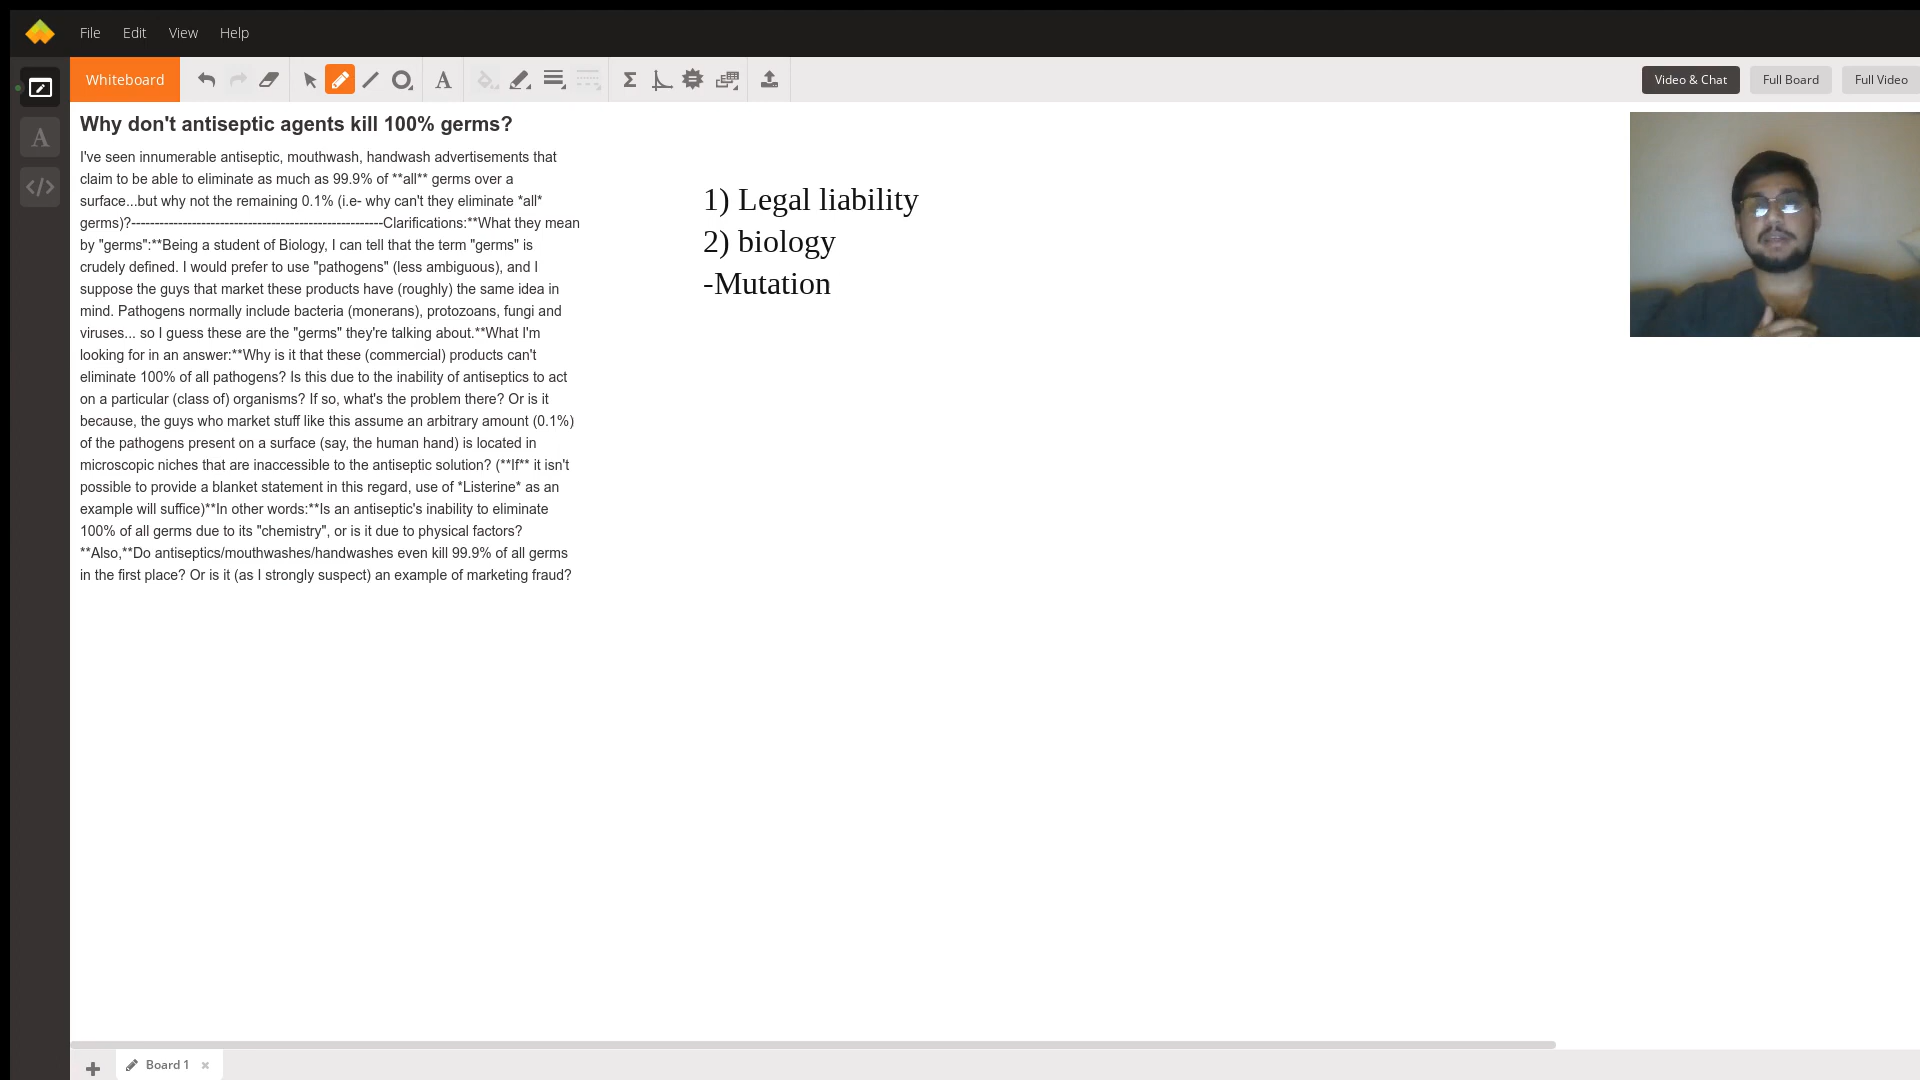 File Edit View Help
Whiteboard
A
Σ
Video & Chat Full Board Full Video
A
</>
Why don't antiseptic agents kill 100% germs?
I've seen innumerable antiseptic, mouthwash, handwash advertisements that
claim to be able to eliminate as much as 99.9% of **all** germs over a
surface...but why not the remaining 0.1% (i.e- why can't they eliminate *all*
germs)?------------------------------------------------------Clarifications:**What they mean
by "germs":**Being a student of Biology, I can tell that the term "germs" is
crudely defined. I would prefer to use "pathogens" (less ambiguous), and I
suppose the guys that market these products have (roughly) the same idea in
mind. Pathogens normally include bacteria (monerans), protozoans, fungi and
viruses... so I guess these are the "germs" they're talking about.**What I'm
looking for in an answer:**Why is it that these (commercial) products can't
eliminate 100% of all pathogens? Is this due to the inability of antiseptics to act
on a particular (class of) organisms? If so, what's the problem there? Or is it
because, the guys who market stuff like this assume an arbitrary amount (0.1%)
of the pathogens present on a surface (say, the human hand) is located in
microscopic niches that are inaccessible to the antiseptic solution? (**If** it isn't
possible to provide a blanket statement in this regard, use of *Listerine* as an
example will suffice)**In other words:**Is an antiseptic's inability to eliminate
100% of all germs due to its "chemistry", or is it due to physical factors?
**Also,**Do antiseptics/mouthwashes/handwashes even kill 99.9% of all germs
in the first place? Or is it (as I strongly suspect) an example of marketing fraud?
1) Legal liability
2) biology
-Mutation
Board 1